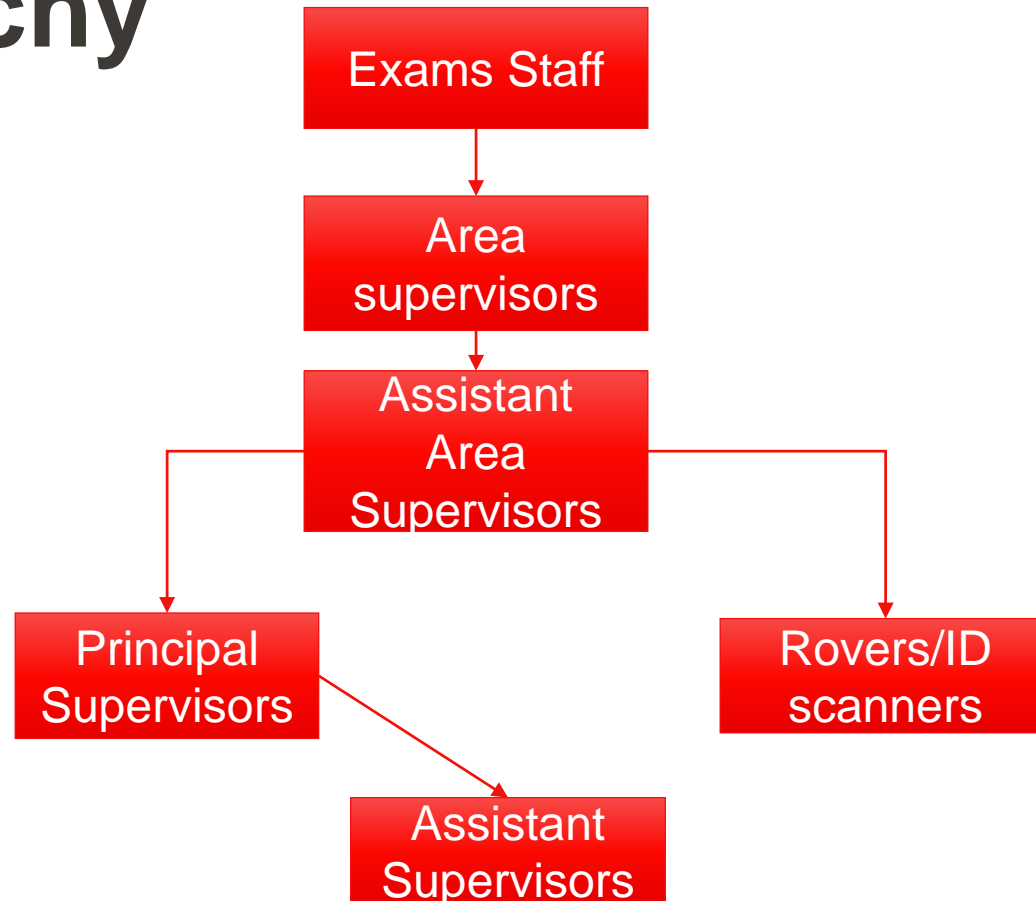 chy
Exams Staff
Area
supervisors
Assistant
Area
Supervisors
Principal
Supervisors
Rovers/ID
scanners
Assistant
Supervisors